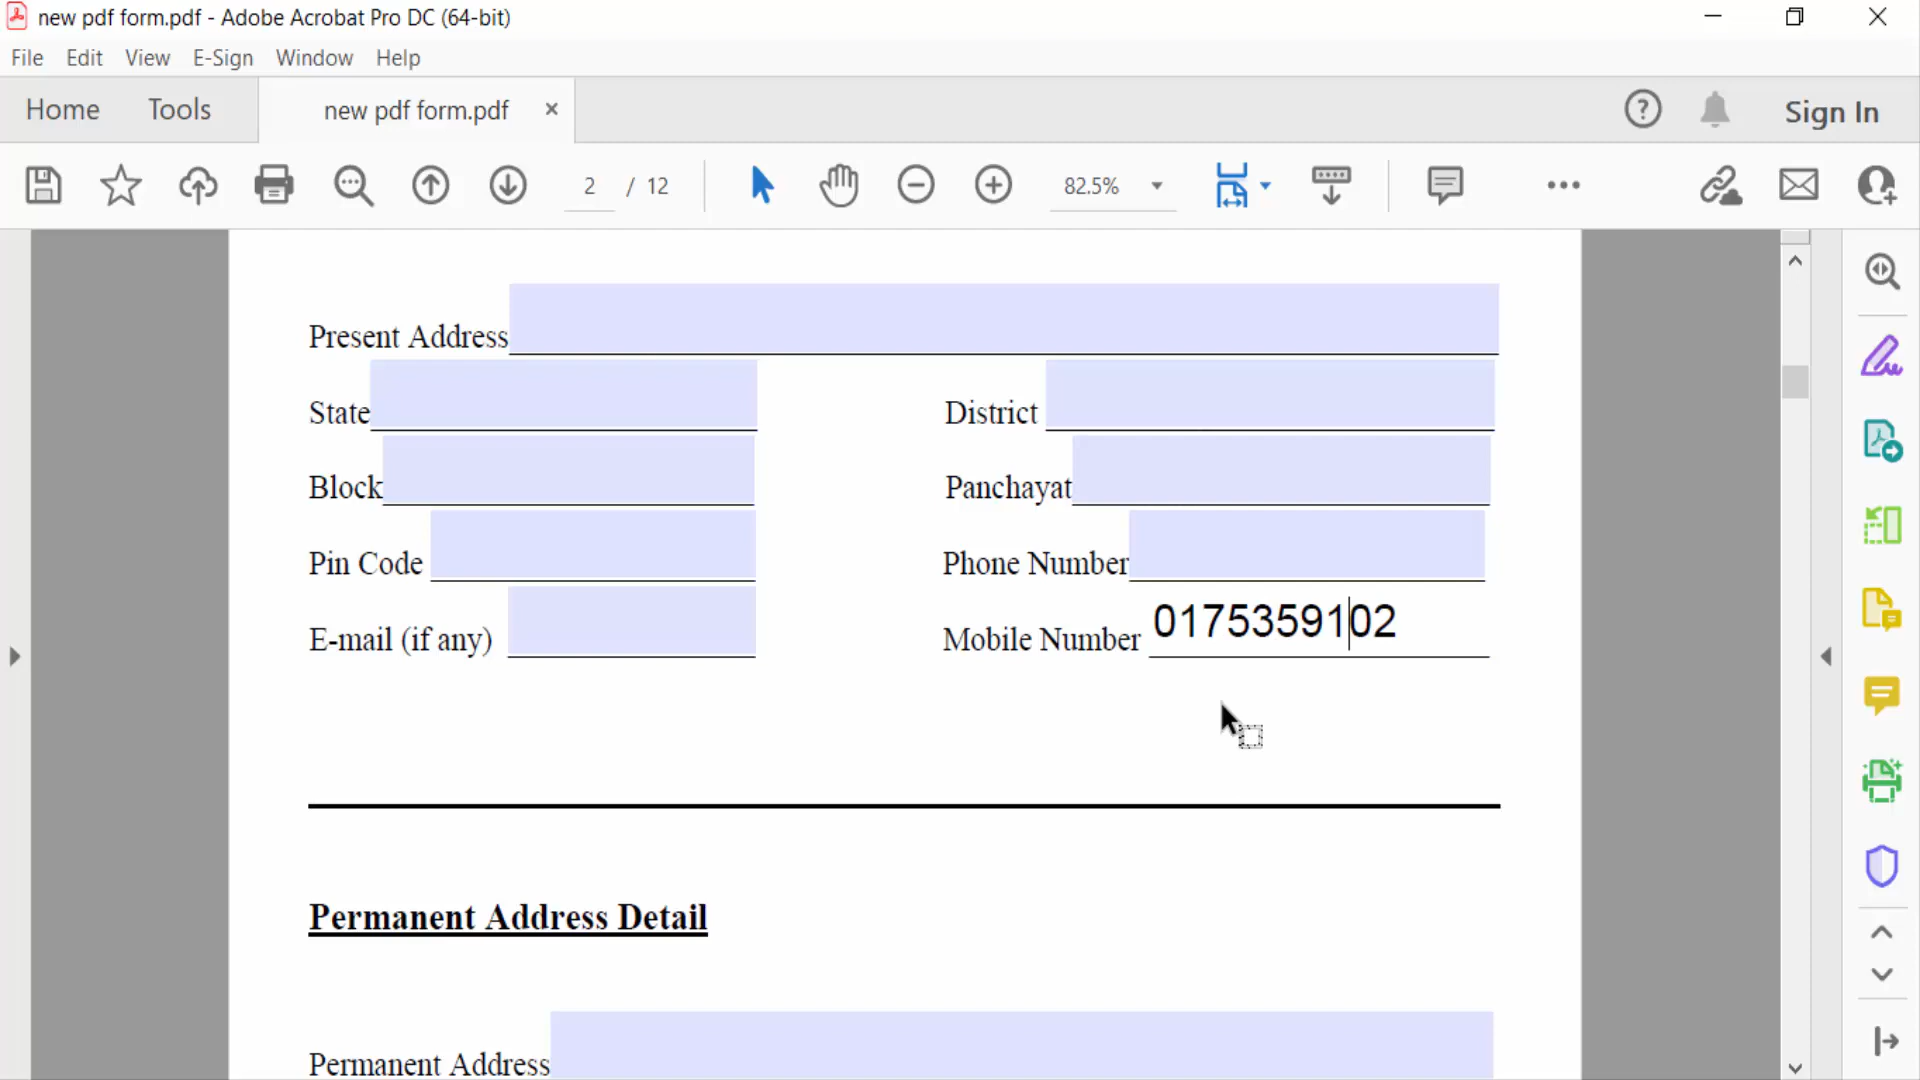 new pdf form.pdf - Adobe Acrobat Pro DC (64-bit)
File Edit View E-Sign Window Help
Home Tools new pdf form.pdf × Sign In
2 / 12 82.5%
Present Address
State District
Block Panchayat
Pin Code Phone Number
E-mail (if any) Mobile Number 0175359102
Permanent Address Detail
Permanent Address